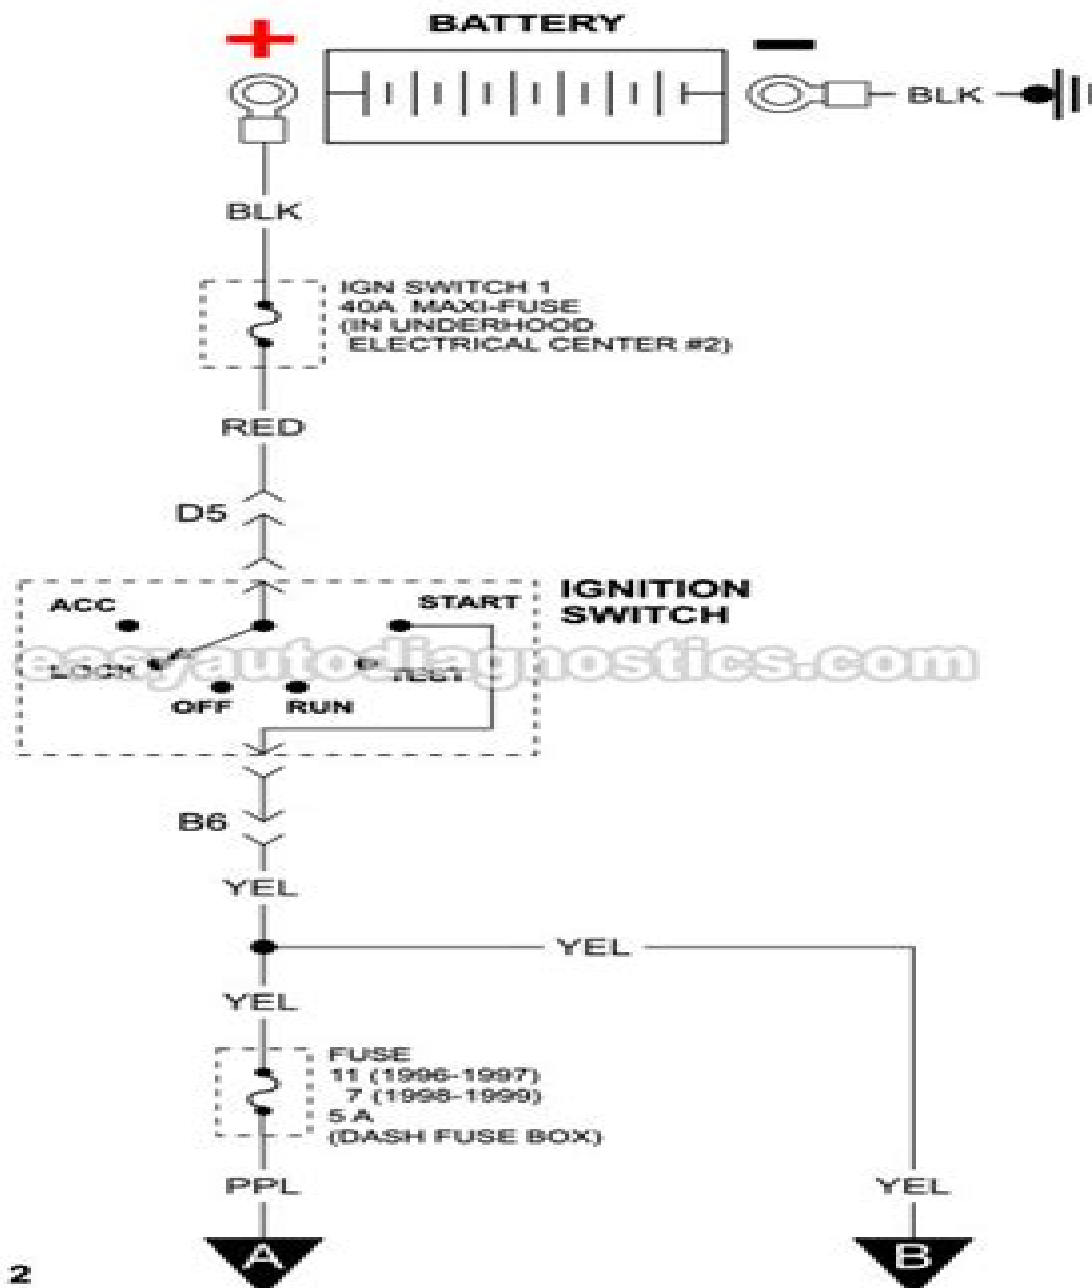 +
BATTERY
−
BLK
BLK
IGN SWITCH 1
40A MAXI-FUSE
(IN UNDERHOOD
ELECTRICAL CENTER #2)
RED
D5
IGNITION
SWITCH
ACC
START
LOCK
TEST
easyautodiagnostics.com
OFF
RUN
B6
YEL
YEL
YEL
FUSE
11 (1996-1997)
7 (1998-1999)
5 A
(DASH FUSE BOX)
PPL
YEL
A
B
2